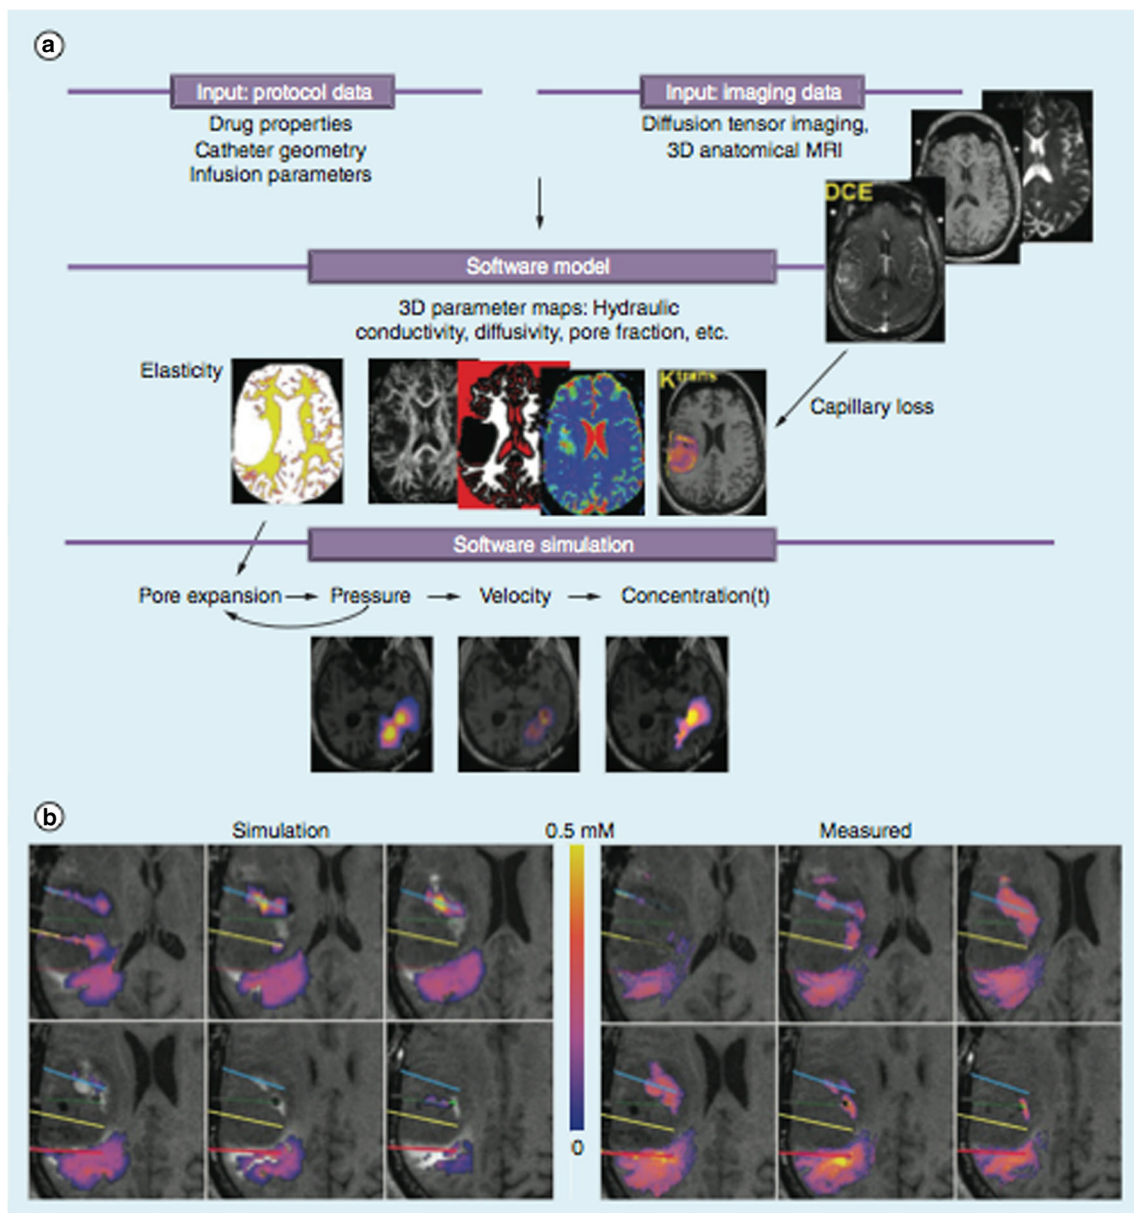 a
Input: protocol data
Drug properties
Catheter geometry
Infusion parameters
Input: imaging data
Diffusion tensor imaging,
3D anatomical MRI
DCE
Software model
3D parameter maps: Hydraulic
conductivity, diffusivity, pore fraction, etc.
Elasticity
Ktrans
Capillary loss
Software simulation
Pore expansion
Pressure
Velocity
Concentration(t)
b
Simulation
0.5 mM
Measured
0